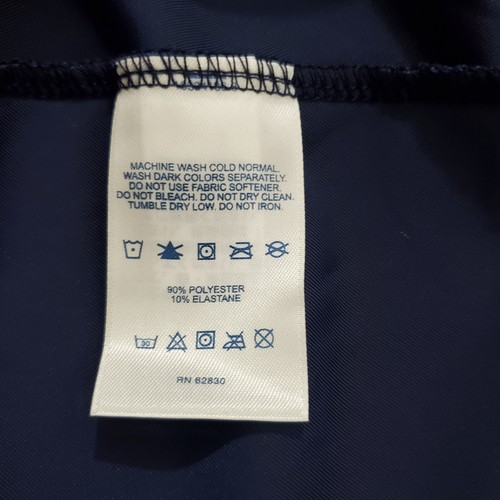 MACHINE WASH COLD NORMAL.
WASH DARK COLORS SEPARATELY.
DO NOT USE FABRIC SOFTENER.
DO NOT BLEACH. DO NOT DRY CLEAN.
TUMBLE DRY LOW. DO NOT IRON.
90% POLYESTER
10% ELASTANE
30
RN 62830